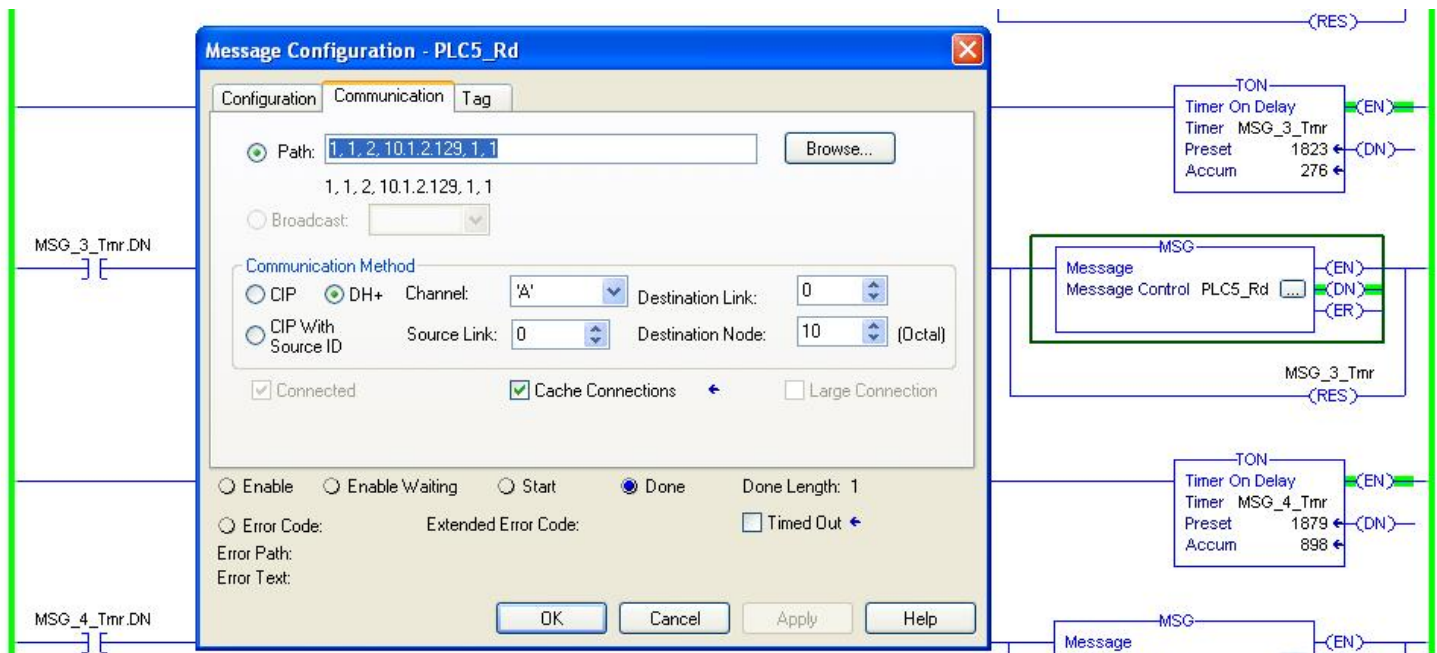 (RES)
Message Configuration - PLC5_Rd
Configuration Communication Tag
Path: 1, 1, 2, 10.1.2.129, 1, 1 Browse...
1, 1, 2, 10.1.2.129, 1, 1
Broadcast:
Communication Method
CIP DH+ Channel: 'A' Destination Link: 0
CIP With
Source ID Source Link: 0 Destination Node: 10 (Octal)
Connected Cache Connections Large Connection
Enable Enable Waiting Start Done Done Length: 1
Error Code: Extended Error Code: Timed Out
Error Path:
Error Text:
OK Cancel Apply Help
TON
Timer On Delay (EN)
Timer MSG_3_Tmr
Preset 1823 (DN)
Accum 276
MSG_3_Tmr.DN
MSG
Message (EN)
Message Control PLC5_Rd ... (DN)
(ER)
MSG_3_Tmr
(RES)
TON
Timer On Delay (EN)
Timer MSG_4_Tmr
Preset 1879 (DN)
Accum 898
MSG_4_Tmr.DN
MSG
Message (EN)